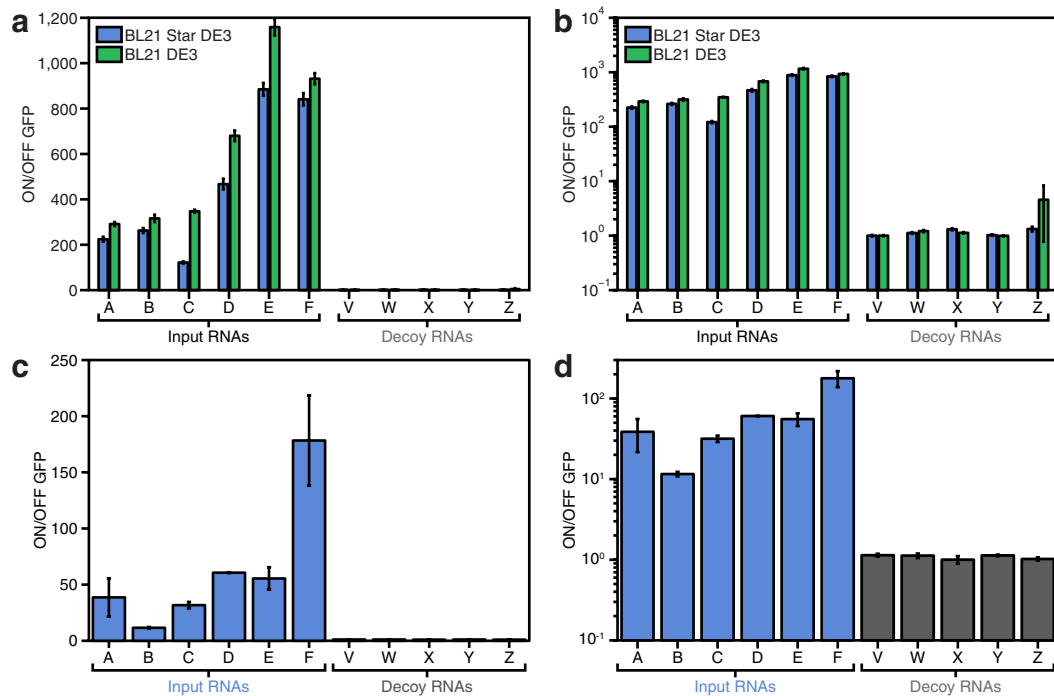 a
1,200
1,000
800
600
400
200
0
ON/OFF GFP
BL21 Star DE3
BL21 DE3
A B C D E F V W X Y Z
Input RNAs Decoy RNAs
b
10⁴
10³
10²
10¹
10⁰
10⁻¹
ON/OFF GFP
BL21 Star DE3
BL21 DE3
A B C D E F V W X Y Z
Input RNAs Decoy RNAs
c
250
200
150
100
50
0
ON/OFF GFP
A B C D E F V W X Y Z
Input RNAs Decoy RNAs
d
10²
10¹
10⁰
10⁻¹
ON/OFF GFP
A B C D E F V W X Y Z
Input RNAs Decoy RNAs